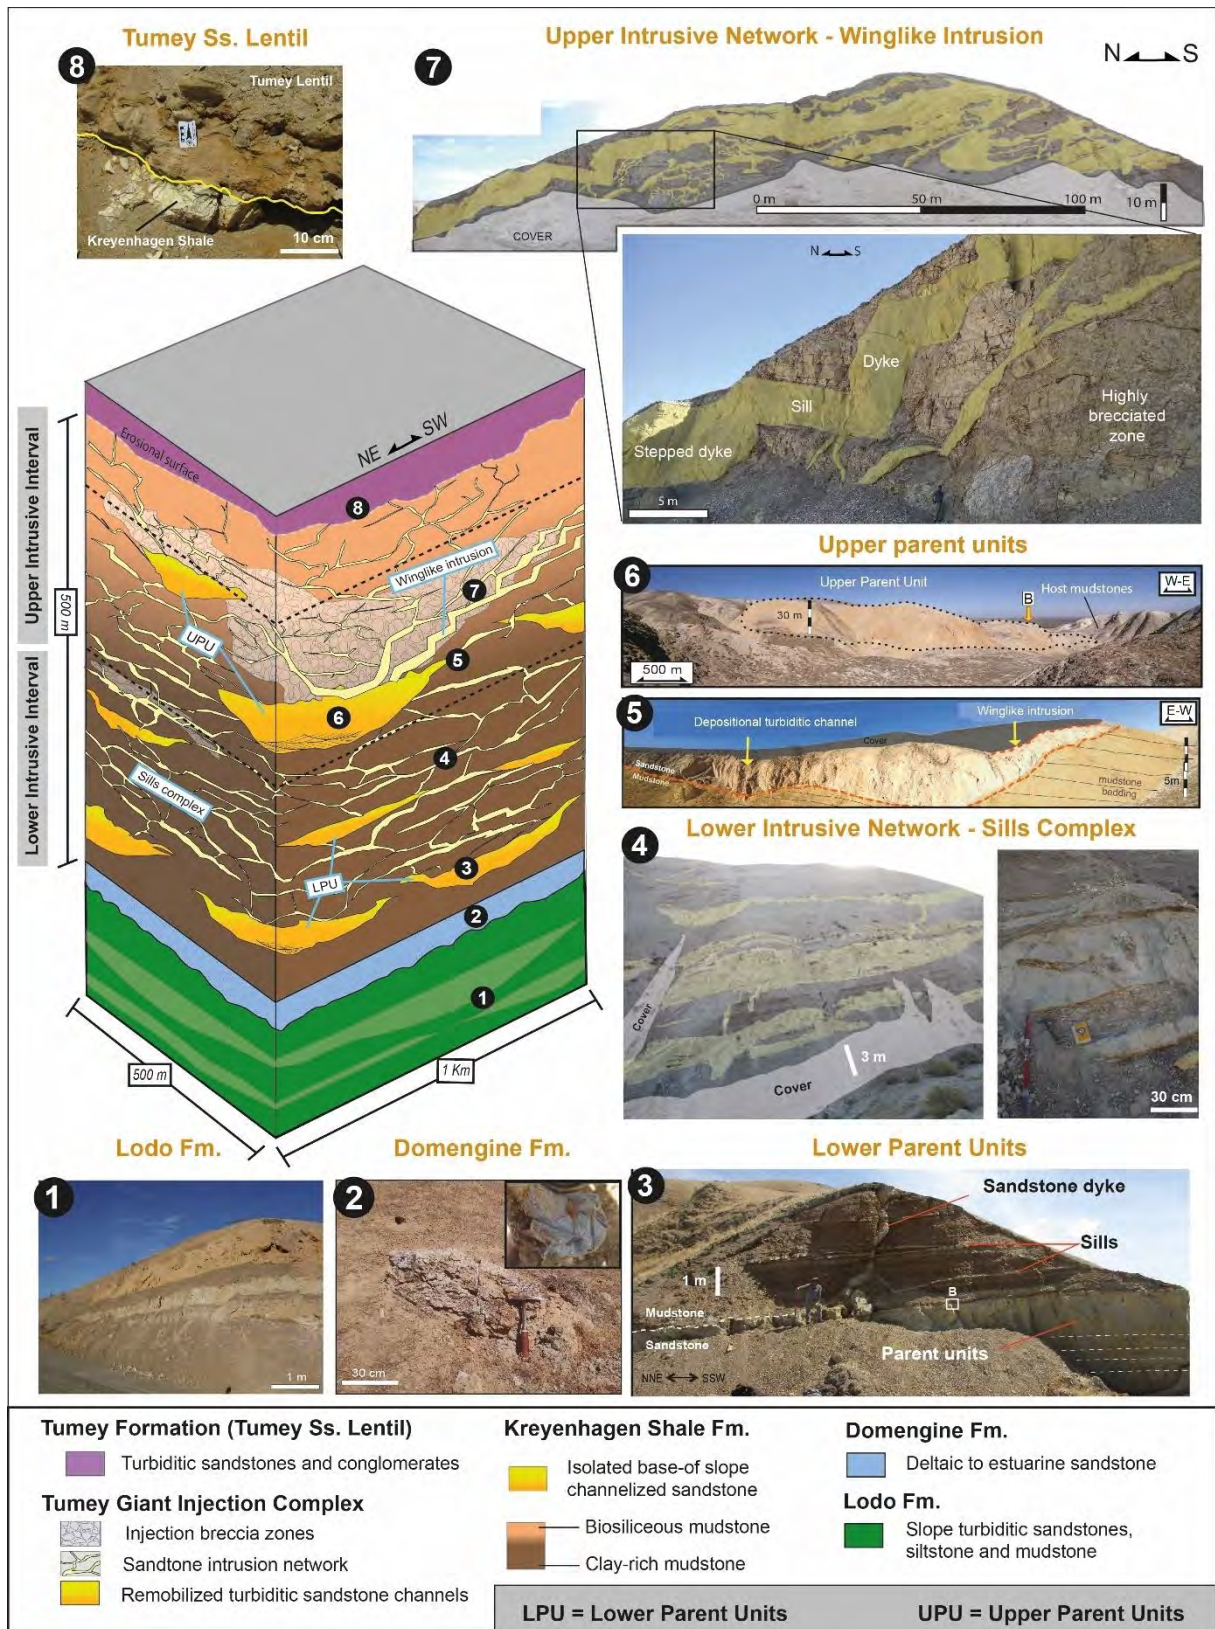 Tumey Ss. Lentil
8
Tumey Lentil
Kreyenhagen Shale
10 cm
Upper Intrusive Network - Winglike Intrusion
7
N S
0 m
50 m
100 m
10 m
COVER
N S
Dyke
Sill
Stepped dyke
Highly
brecciated
zone
5 m
Upper parent units
6
Upper Parent Unit
Host mudstones
W-E
B
30 m
500 m
5
Depositional turbiditic channel
Winglike intrusion
E-W
Cover
Sandstone
Mudstone
mudstone
bedding
5m
Lower Intrusive Network - Sills Complex
4
Cover
Cover
3 m
30 cm
Upper Intrusive Interval
Lower Intrusive Interval
500 m
Erosional surface
NE SW
8
Winglike intrusion
7
UPU
5
6
4
Sills complex
3
LPU
2
1
500 m
1 Km
Lodo Fm.
1
1 m
Domengine Fm.
2
30 cm
Lower Parent Units
3
Sandstone dyke
Sills
1 m
B
Mudstone
Sandstone
Parent units
NNE SSW
Tumey Formation (Tumey Ss. Lentil)
Turbiditic sandstones and conglomerates
Tumey Giant Injection Complex
Injection breccia zones
Sandtone intrusion network
Remobilized turbiditic sandstone channels
Kreyenhagen Shale Fm.
Isolated base-of slope
channelized sandstone
Biosiliceous mudstone
Clay-rich mudstone
Domengine Fm.
Deltaic to estuarine sandstone
Lodo Fm.
Slope turbiditic sandstones,
siltstone and mudstone
LPU = Lower Parent Units
UPU = Upper Parent Units